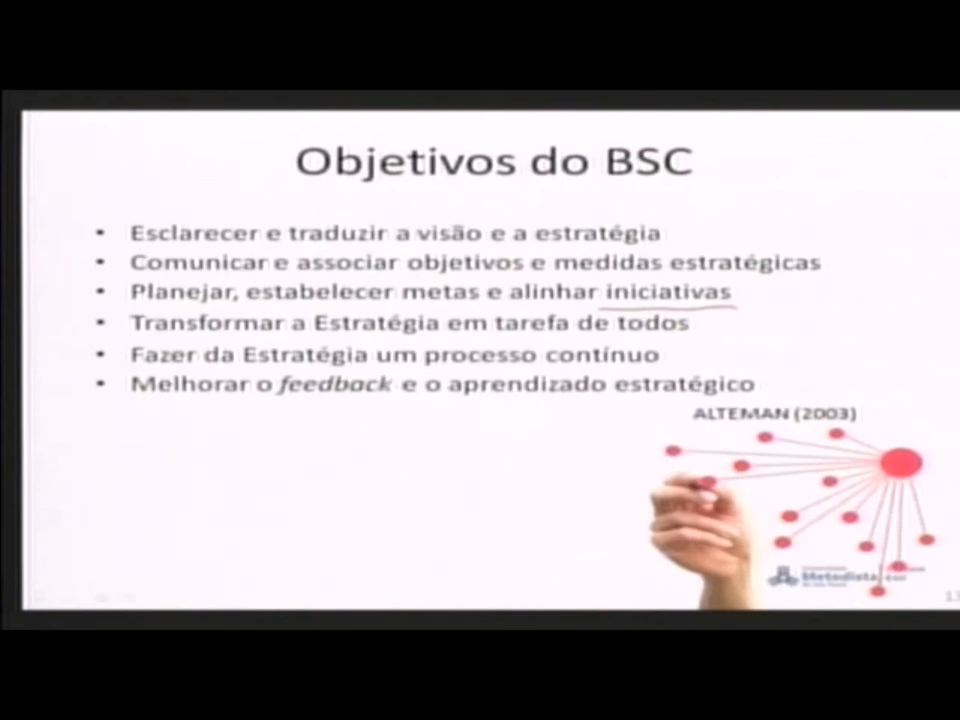 Objetivos do BSC
• Esclarecer e traduzir a visão e a estratégia
• Comunicar e associar objetivos e medidas estratégicas
• Planejar, estabelecer metas e alinhar iniciativas
• Transformar a Estratégia em tarefa de todos
• Fazer da Estratégia um processo contínuo
• Melhorar o feedback e o aprendizado estratégico
ALTEMAN (2003)
Metodista